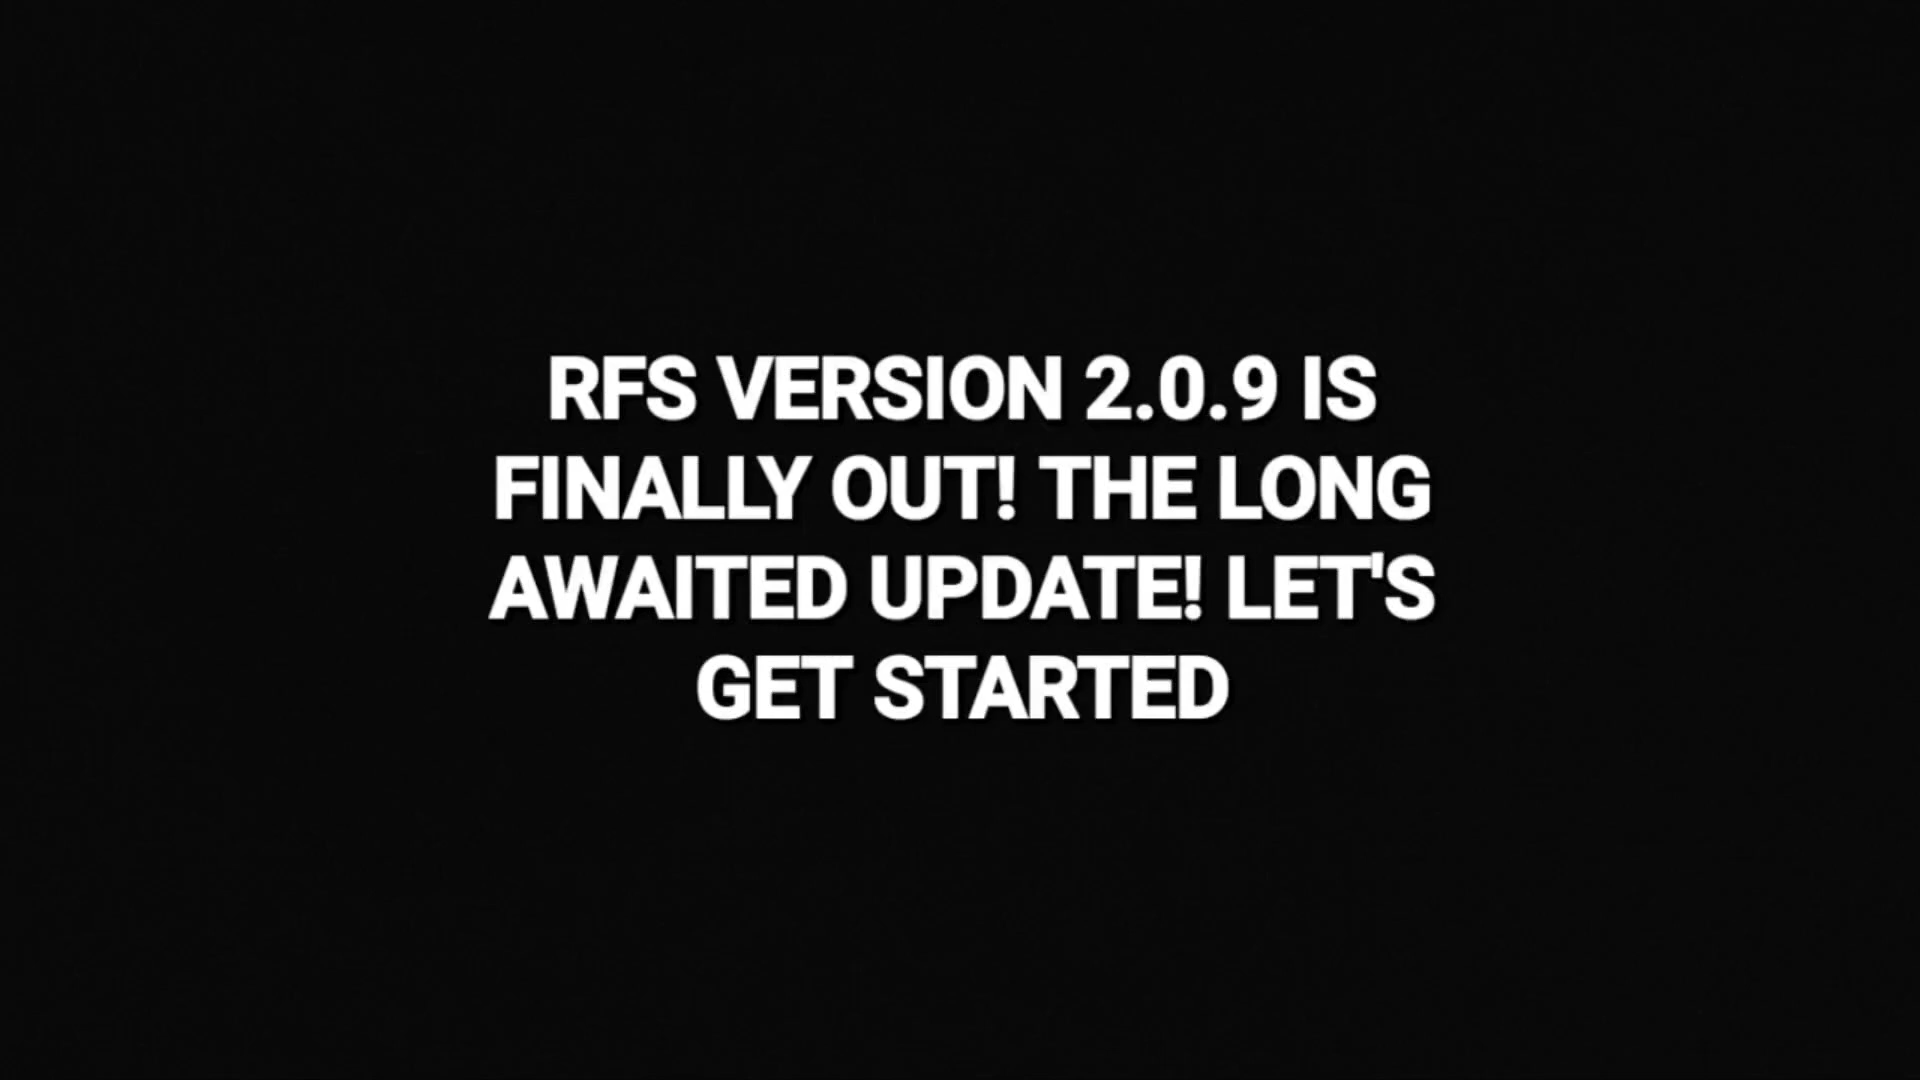 RFS VERSION 2.0.9 IS
FINALLY OUT! THE LONG
AWAITED UPDATE! LET'S
GET STARTED